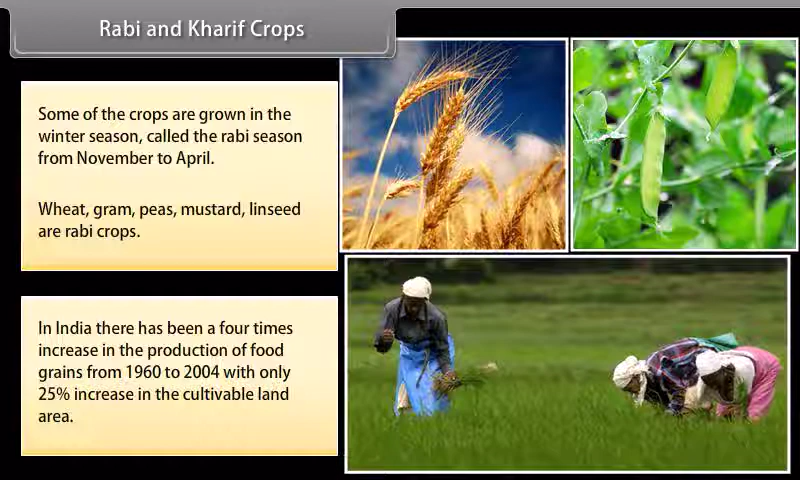 Rabi and Kharif Crops
Some of the crops are grown in the
winter season, called the rabi season
from November to April.
Wheat, gram, peas, mustard, linseed
are rabi crops.
In India there has been a four times
increase in the production of food
grains from 1960 to 2004 with only
25% increase in the cultivable land
area.